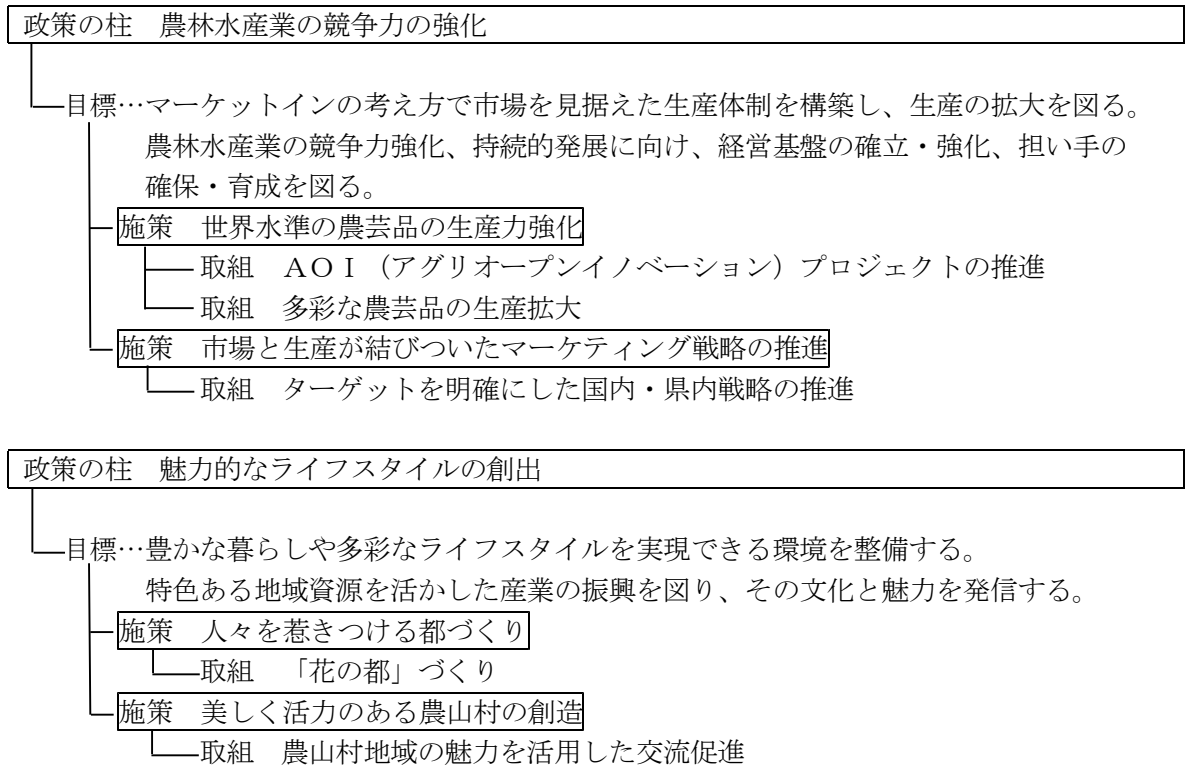 政策の柱　農林水産業の競争力の強化
目標…マーケットインの考え方で市場を見据えた生産体制を構築し、生産の拡大を図る。
農林水産業の競争力強化、持続的発展に向け、経営基盤の確立・強化、担い手の
確保・育成を図る。
施策　世界水準の農芸品の生産力強化
取組　ＡＯＩ（アグリオープンイノベーション）プロジェクトの推進
取組　多彩な農芸品の生産拡大
施策　市場と生産が結びついたマーケティング戦略の推進
取組　ターゲットを明確にした国内・県内戦略の推進
政策の柱　魅力的なライフスタイルの創出
目標…豊かな暮らしや多彩なライフスタイルを実現できる環境を整備する。
特色ある地域資源を活かした産業の振興を図り、その文化と魅力を発信する。
施策　人々を惹きつける都づくり
取組　「花の都」づくり
施策　美しく活力のある農山村の創造
取組　農山村地域の魅力を活用した交流促進